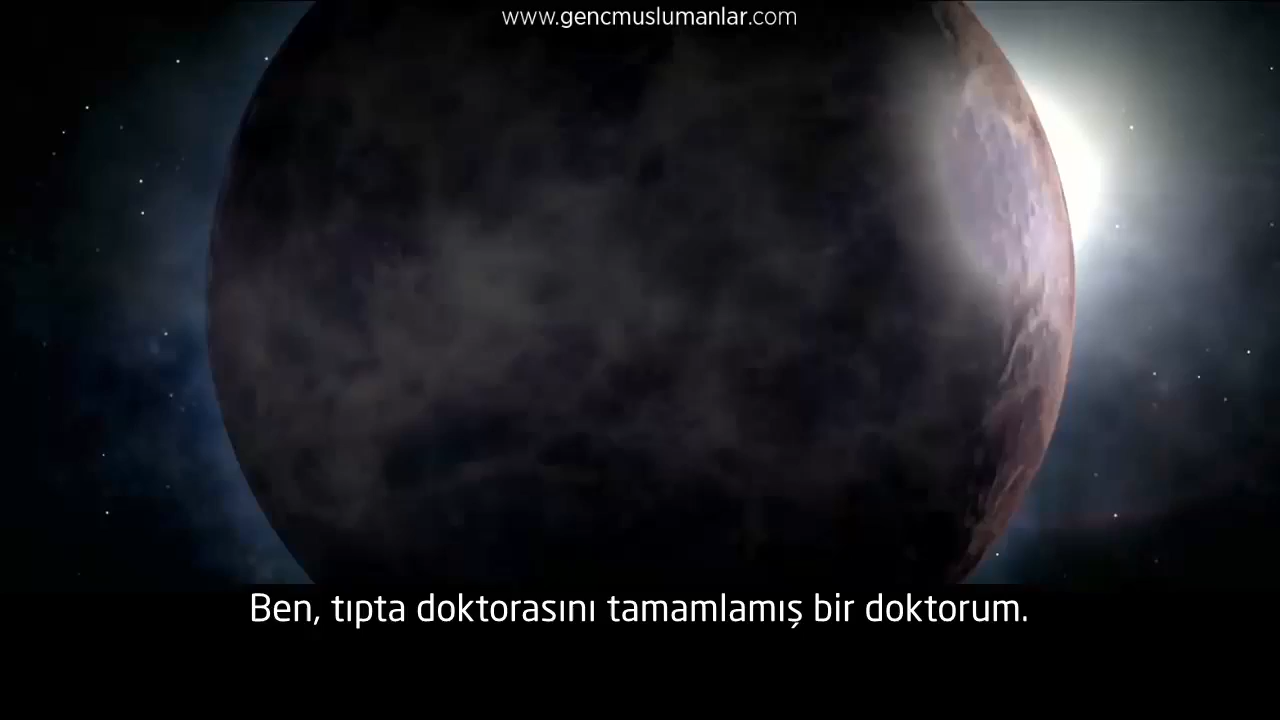 www.gencmuslumanlar.com
Ben, tıpta doktorasını tamamlamış bir doktorum.